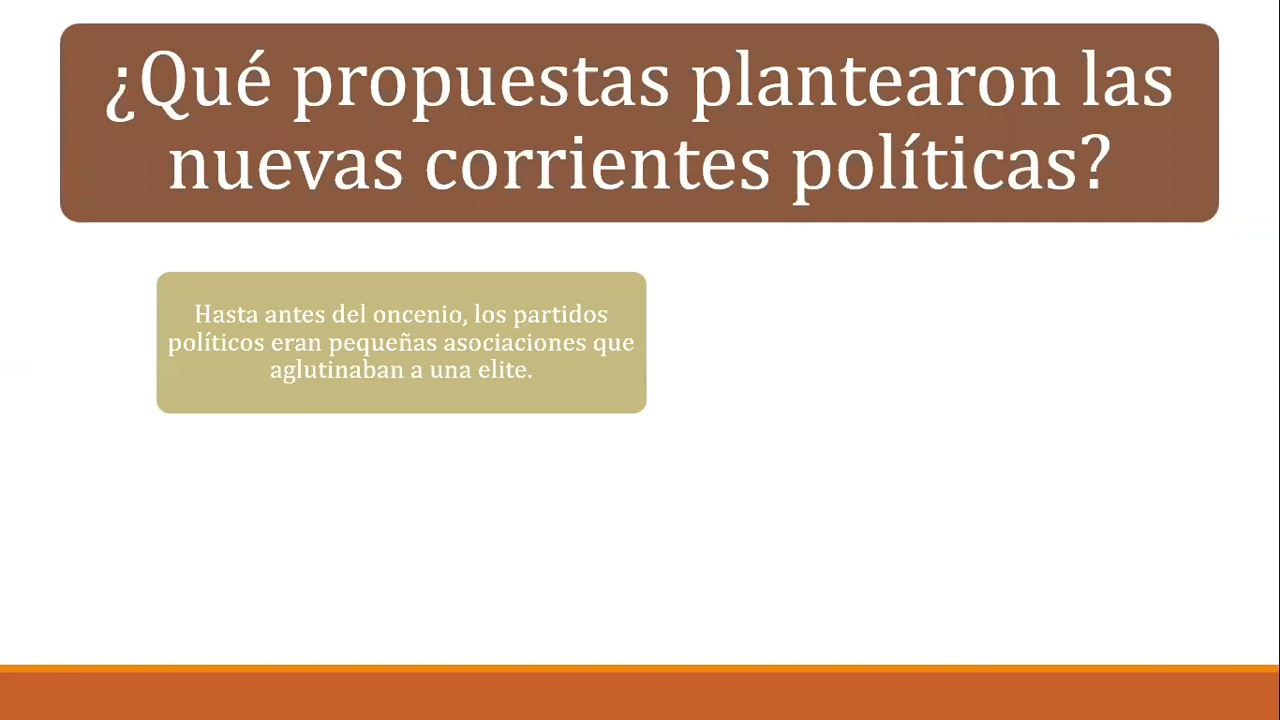 ¿Qué propuestas plantearon las
nuevas corrientes políticas?
Hasta antes del oncenio, los partidos
políticos eran pequeñas asociaciones que
aglutinaban a una elite.